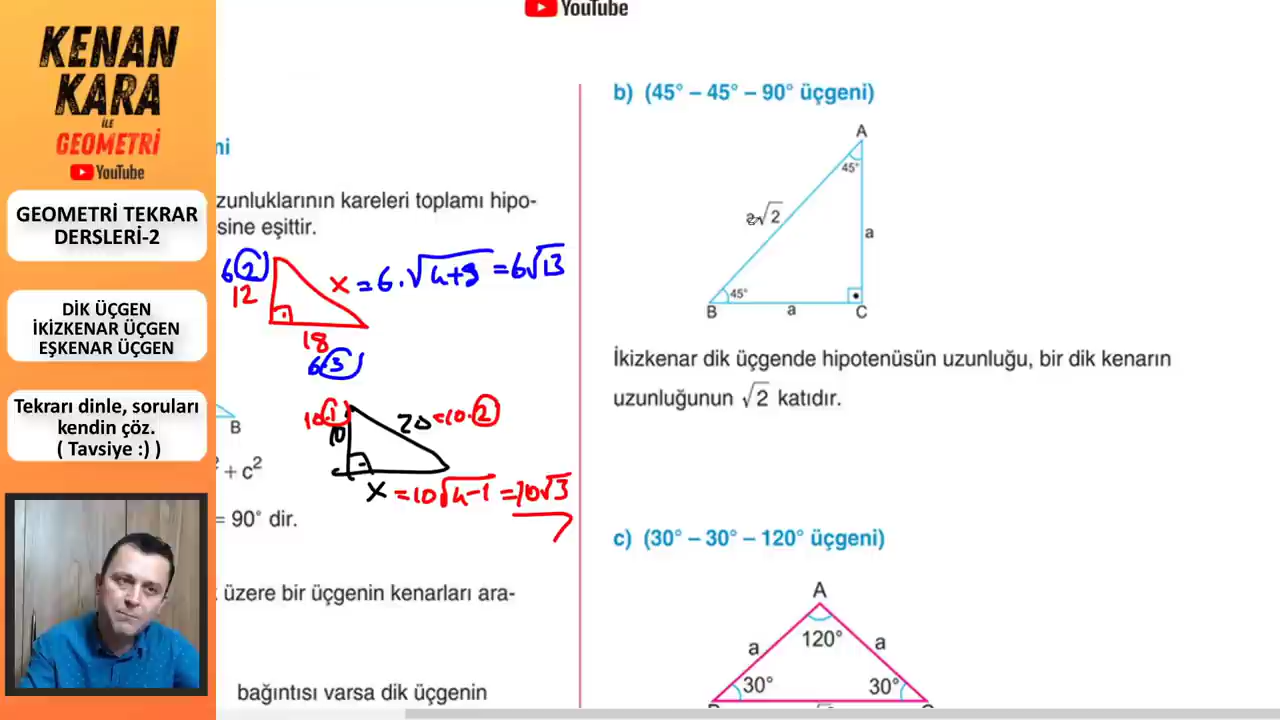 YouTube
KENAN
KARA
İLE
GEOMETRİ
YouTube
GEOMETRİ TEKRAR
DERSLERİ-2
DİK ÜÇGEN
İKİZKENAR ÜÇGEN
EŞKENAR ÜÇGEN
Tekrarı dinle, soruları
kendin çöz.
( Tavsiye :) )
ni
zunluklarının kareleri toplamı hipo-
sine eşittir.
6 2
12
x = 6.√4+9 = 6√13
18
6 3
10 1
10
20 = 10.2
x = 10√4-1 = 10√3
B
² + c²
= 90° dir.
üzere bir üçgenin kenarları ara-
bağıntısı varsa dik üçgenin
b) (45° – 45° – 90° üçgeni)
A
45°
√2
a
45°
B
a
C
İkizkenar dik üçgende hipotenüsün uzunluğu, bir dik kenarın
uzunluğunun √2 katıdır.
c) (30° – 30° – 120° üçgeni)
A
120°
a
a
30°
30°